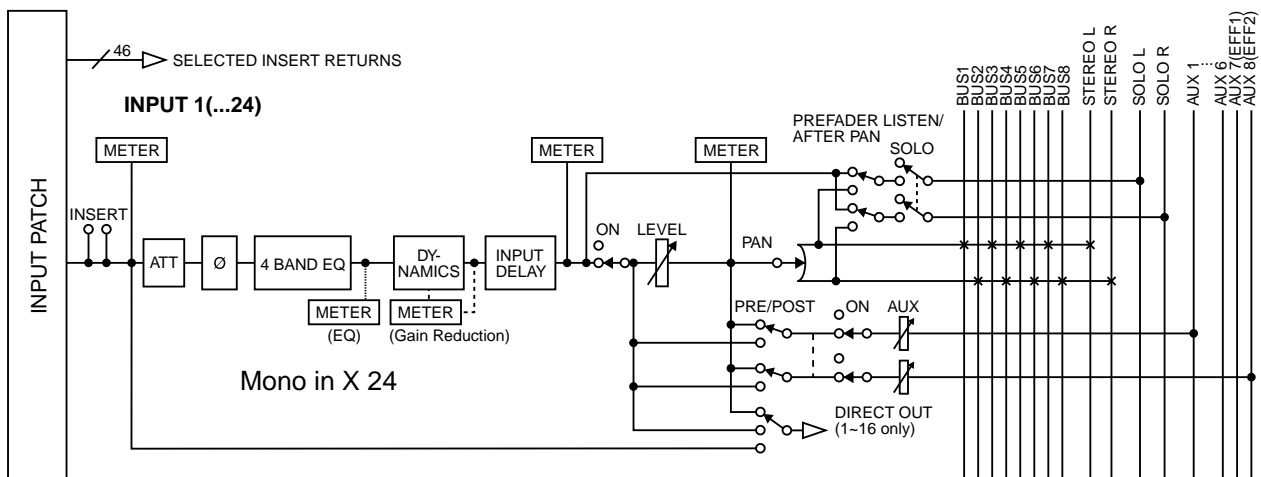 INPUT PATCH
46
SELECTED INSERT RETURNS
INPUT 1(...24)
METER
METER
METER
PREFADER LISTEN/
AFTER PAN
SOLO
BUS1
BUS2
BUS3
BUS4
BUS5
BUS6
BUS7
BUS8
STEREO L
STEREO R
SOLO L
SOLO R
AUX 1
...
AUX 6
AUX 7(EFF1)
AUX 8(EFF2)
INSERT
ATT
Ø
4 BAND EQ
DY-
NAMICS
INPUT
DELAY
ON
LEVEL
PAN
METER
(EQ)
METER
(Gain Reduction)
PRE/POST
ON
AUX
Mono in X 24
DIRECT OUT
(1~16 only)